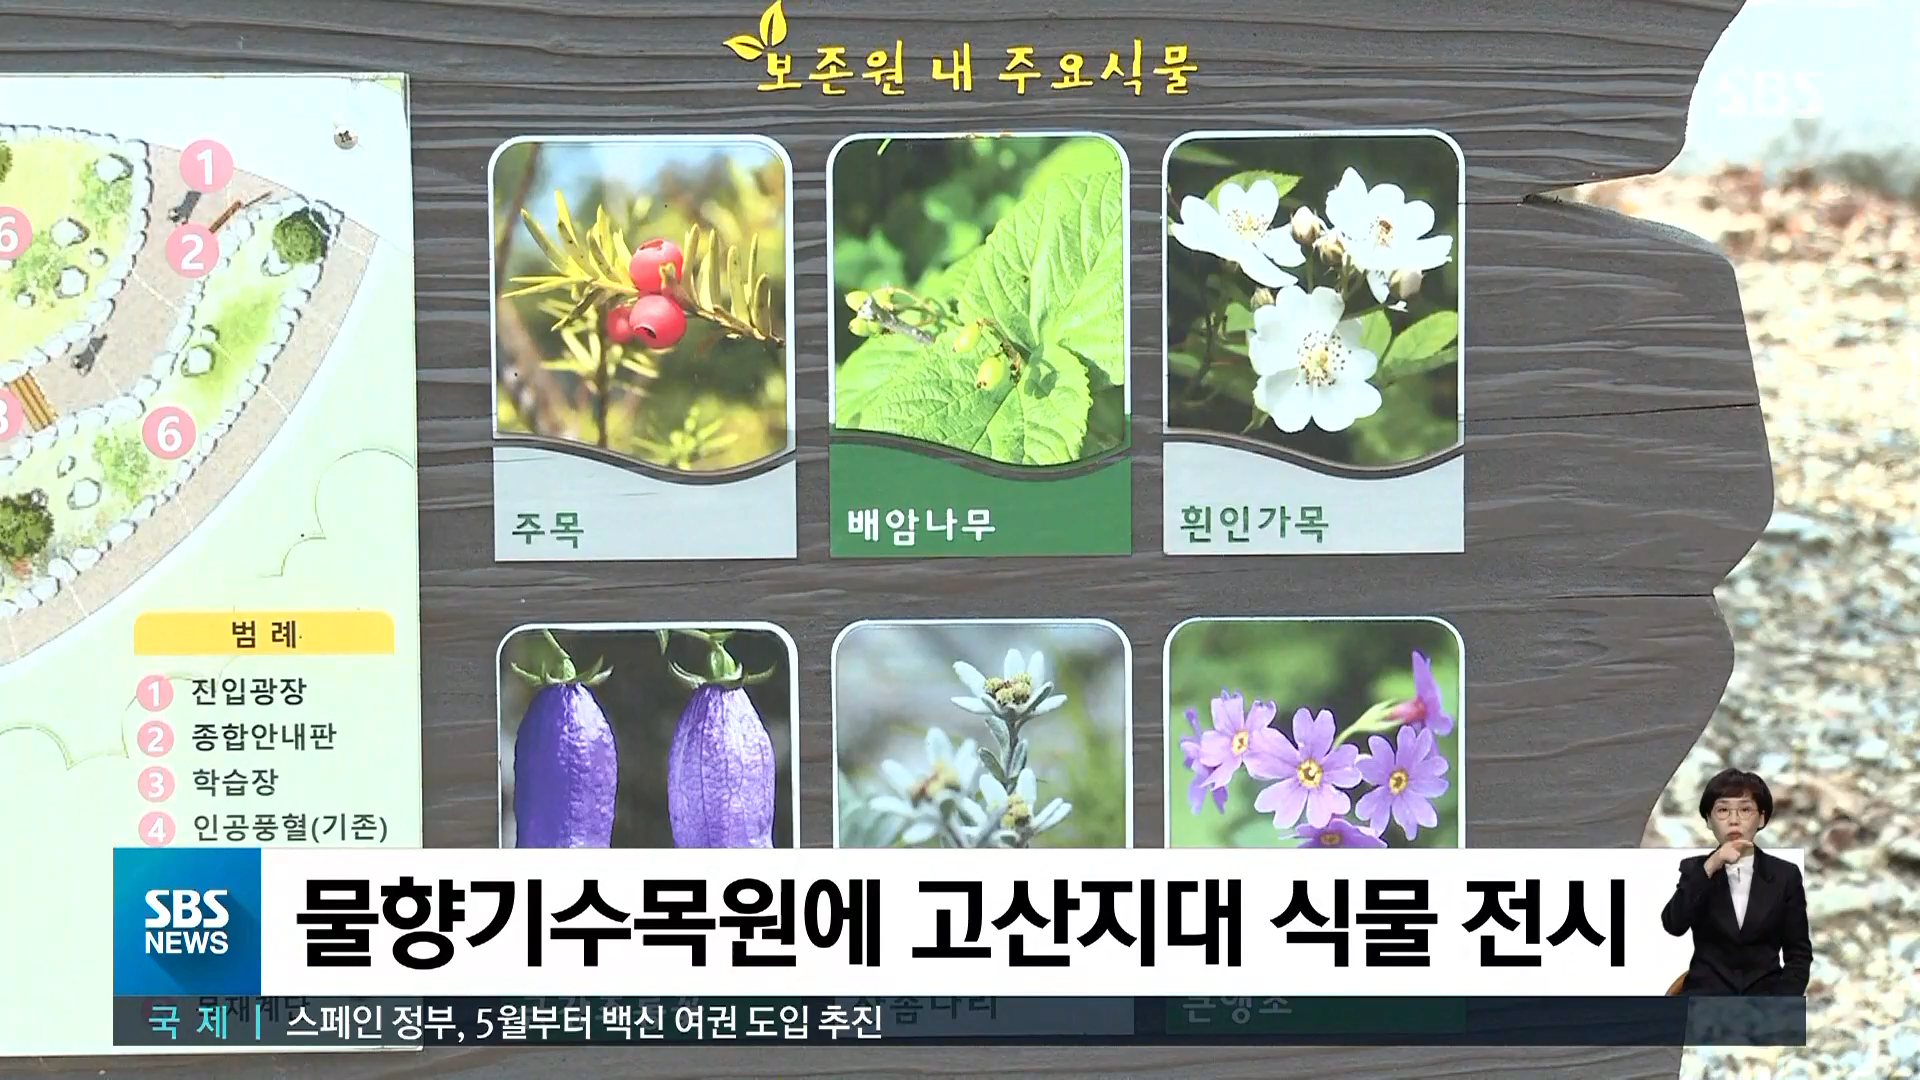 보존원 내 주요식물
SBS
1
2
6
6
주목
배암나무
흰인가목
범 례
1 진입광장
2 종합안내판
3 학습장
4 인공풍혈(기존)
SBS NEWS
물향기수목원에 고산지대 식물 전시
국 제 | 스페인 정부, 5월부터 백신 여권 도입 추진